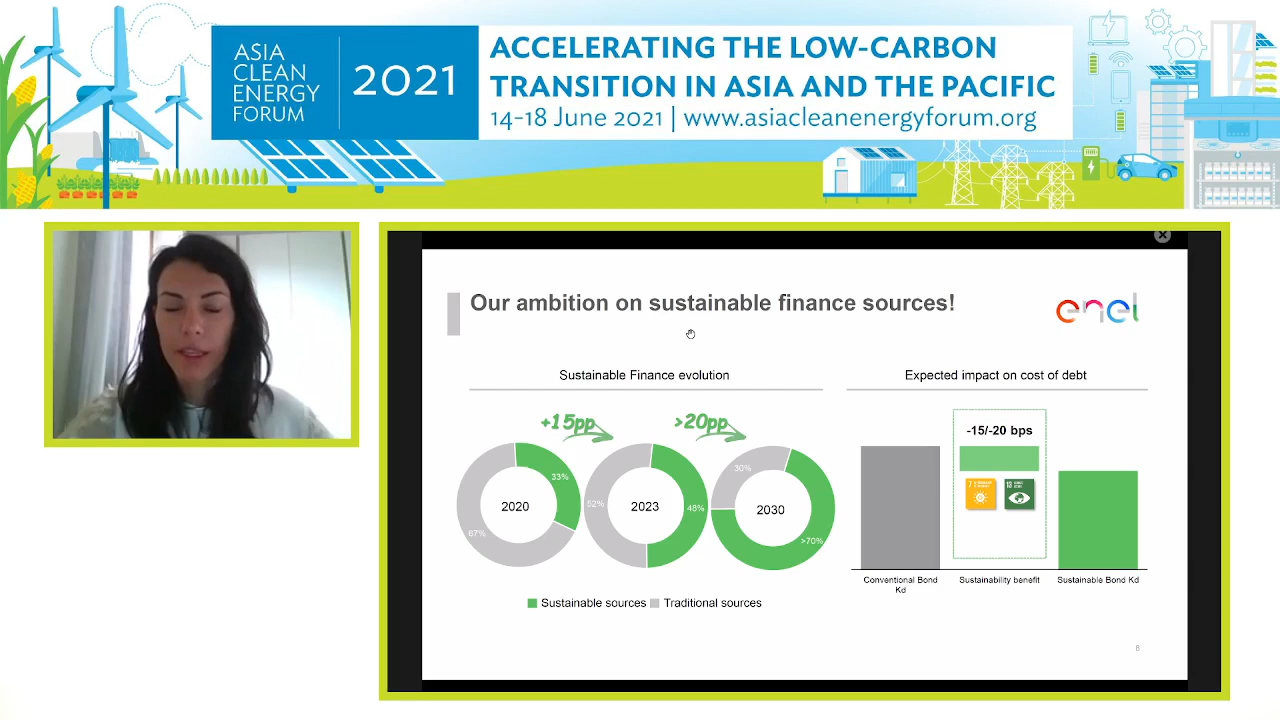 ASIA
CLEAN
ENERGY
FORUM
2021
ACCELERATING THE LOW-CARBON
TRANSITION IN ASIA AND THE PACIFIC
14-18 June 2021 | www.asiacleanenergyforum.org
Our ambition on sustainable finance sources!
enel
Sustainable Finance evolution
+15pp
>20pp
33%
67%
2020
52%
48%
2023
30%
>70%
2030
Sustainable sources
Traditional sources
Expected impact on cost of debt
-15/-20 bps
7
13
Conventional Bond
Kd
Sustainability benefit
Sustainable Bond Kd